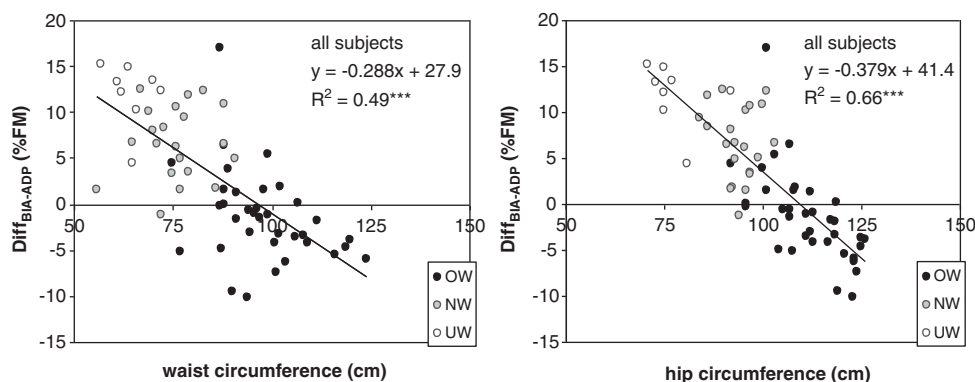 20
15
10
5
0
-5
-10
-15
50
75
100
125
150
Diff BIA-ADP (%FM)
waist circumference (cm)
all subjects
y = -0.288x + 27.9
R² = 0.49***
OW
NW
UW
20
15
10
5
0
-5
-10
-15
50
75
100
125
150
Diff BIA-ADP (%FM)
hip circumference (cm)
all subjects
y = -0.379x + 41.4
R² = 0.66***
OW
NW
UW